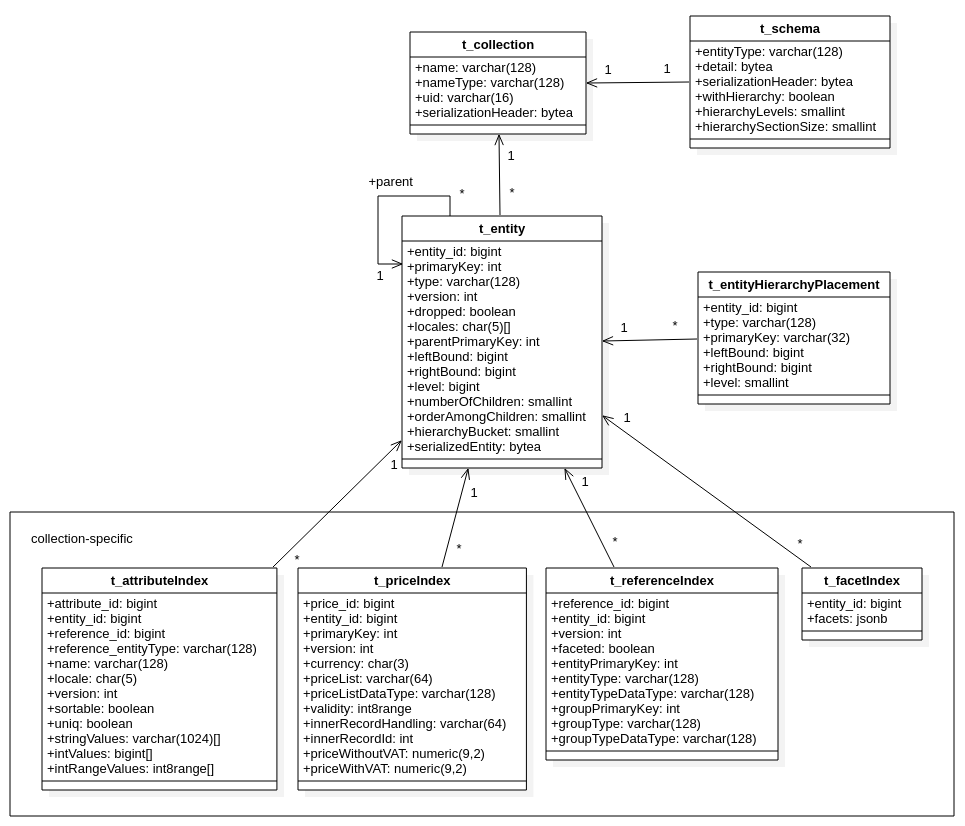 t_collection
+name: varchar(128)
+nameType: varchar(128)
+uid: varchar(16)
+serializationHeader: bytea
1
1
t_schema
+entityType: varchar(128)
+detail: bytea
+serializationHeader: bytea
+withHierarchy: boolean
+hierarchyLevels: smallint
+hierarchySectionSize: smallint
1
*
+parent
*
1
t_entity
+entity_id: bigint
+primaryKey: int
+type: varchar(128)
+version: int
+dropped: boolean
+locales: char(5)[]
+parentPrimaryKey: int
+leftBound: bigint
+rightBound: bigint
+level: bigint
+numberOfChildren: smallint
+orderAmongChildren: smallint
+hierarchyBucket: smallint
+serializedEntity: bytea
1
*
t_entityHierarchyPlacement
+entity_id: bigint
+type: varchar(128)
+primaryKey: varchar(32)
+leftBound: bigint
+rightBound: bigint
+level: smallint
1
1
1
1
collection-specific
*
*
*
*
t_attributeIndex
+attribute_id: bigint
+entity_id: bigint
+reference_id: bigint
+reference_entityType: varchar(128)
+name: varchar(128)
+locale: char(5)
+version: int
+sortable: boolean
+uniq: boolean
+stringValues: varchar(1024)[]
+intValues: bigint[]
+intRangeValues: int8range[]
t_priceIndex
+price_id: bigint
+entity_id: bigint
+primaryKey: int
+version: int
+currency: char(3)
+priceList: varchar(64)
+priceListDataType: varchar(128)
+validity: int8range
+innerRecordHandling: varchar(64)
+innerRecordId: int
+priceWithoutVAT: numeric(9,2)
+priceWithVAT: numeric(9,2)
t_referenceIndex
+reference_id: bigint
+entity_id: bigint
+version: int
+faceted: boolean
+entityPrimaryKey: int
+entityType: varchar(128)
+entityTypeDataType: varchar(128)
+groupPrimaryKey: int
+groupType: varchar(128)
+groupTypeDataType: varchar(128)
t_facetIndex
+entity_id: bigint
+facets: jsonb